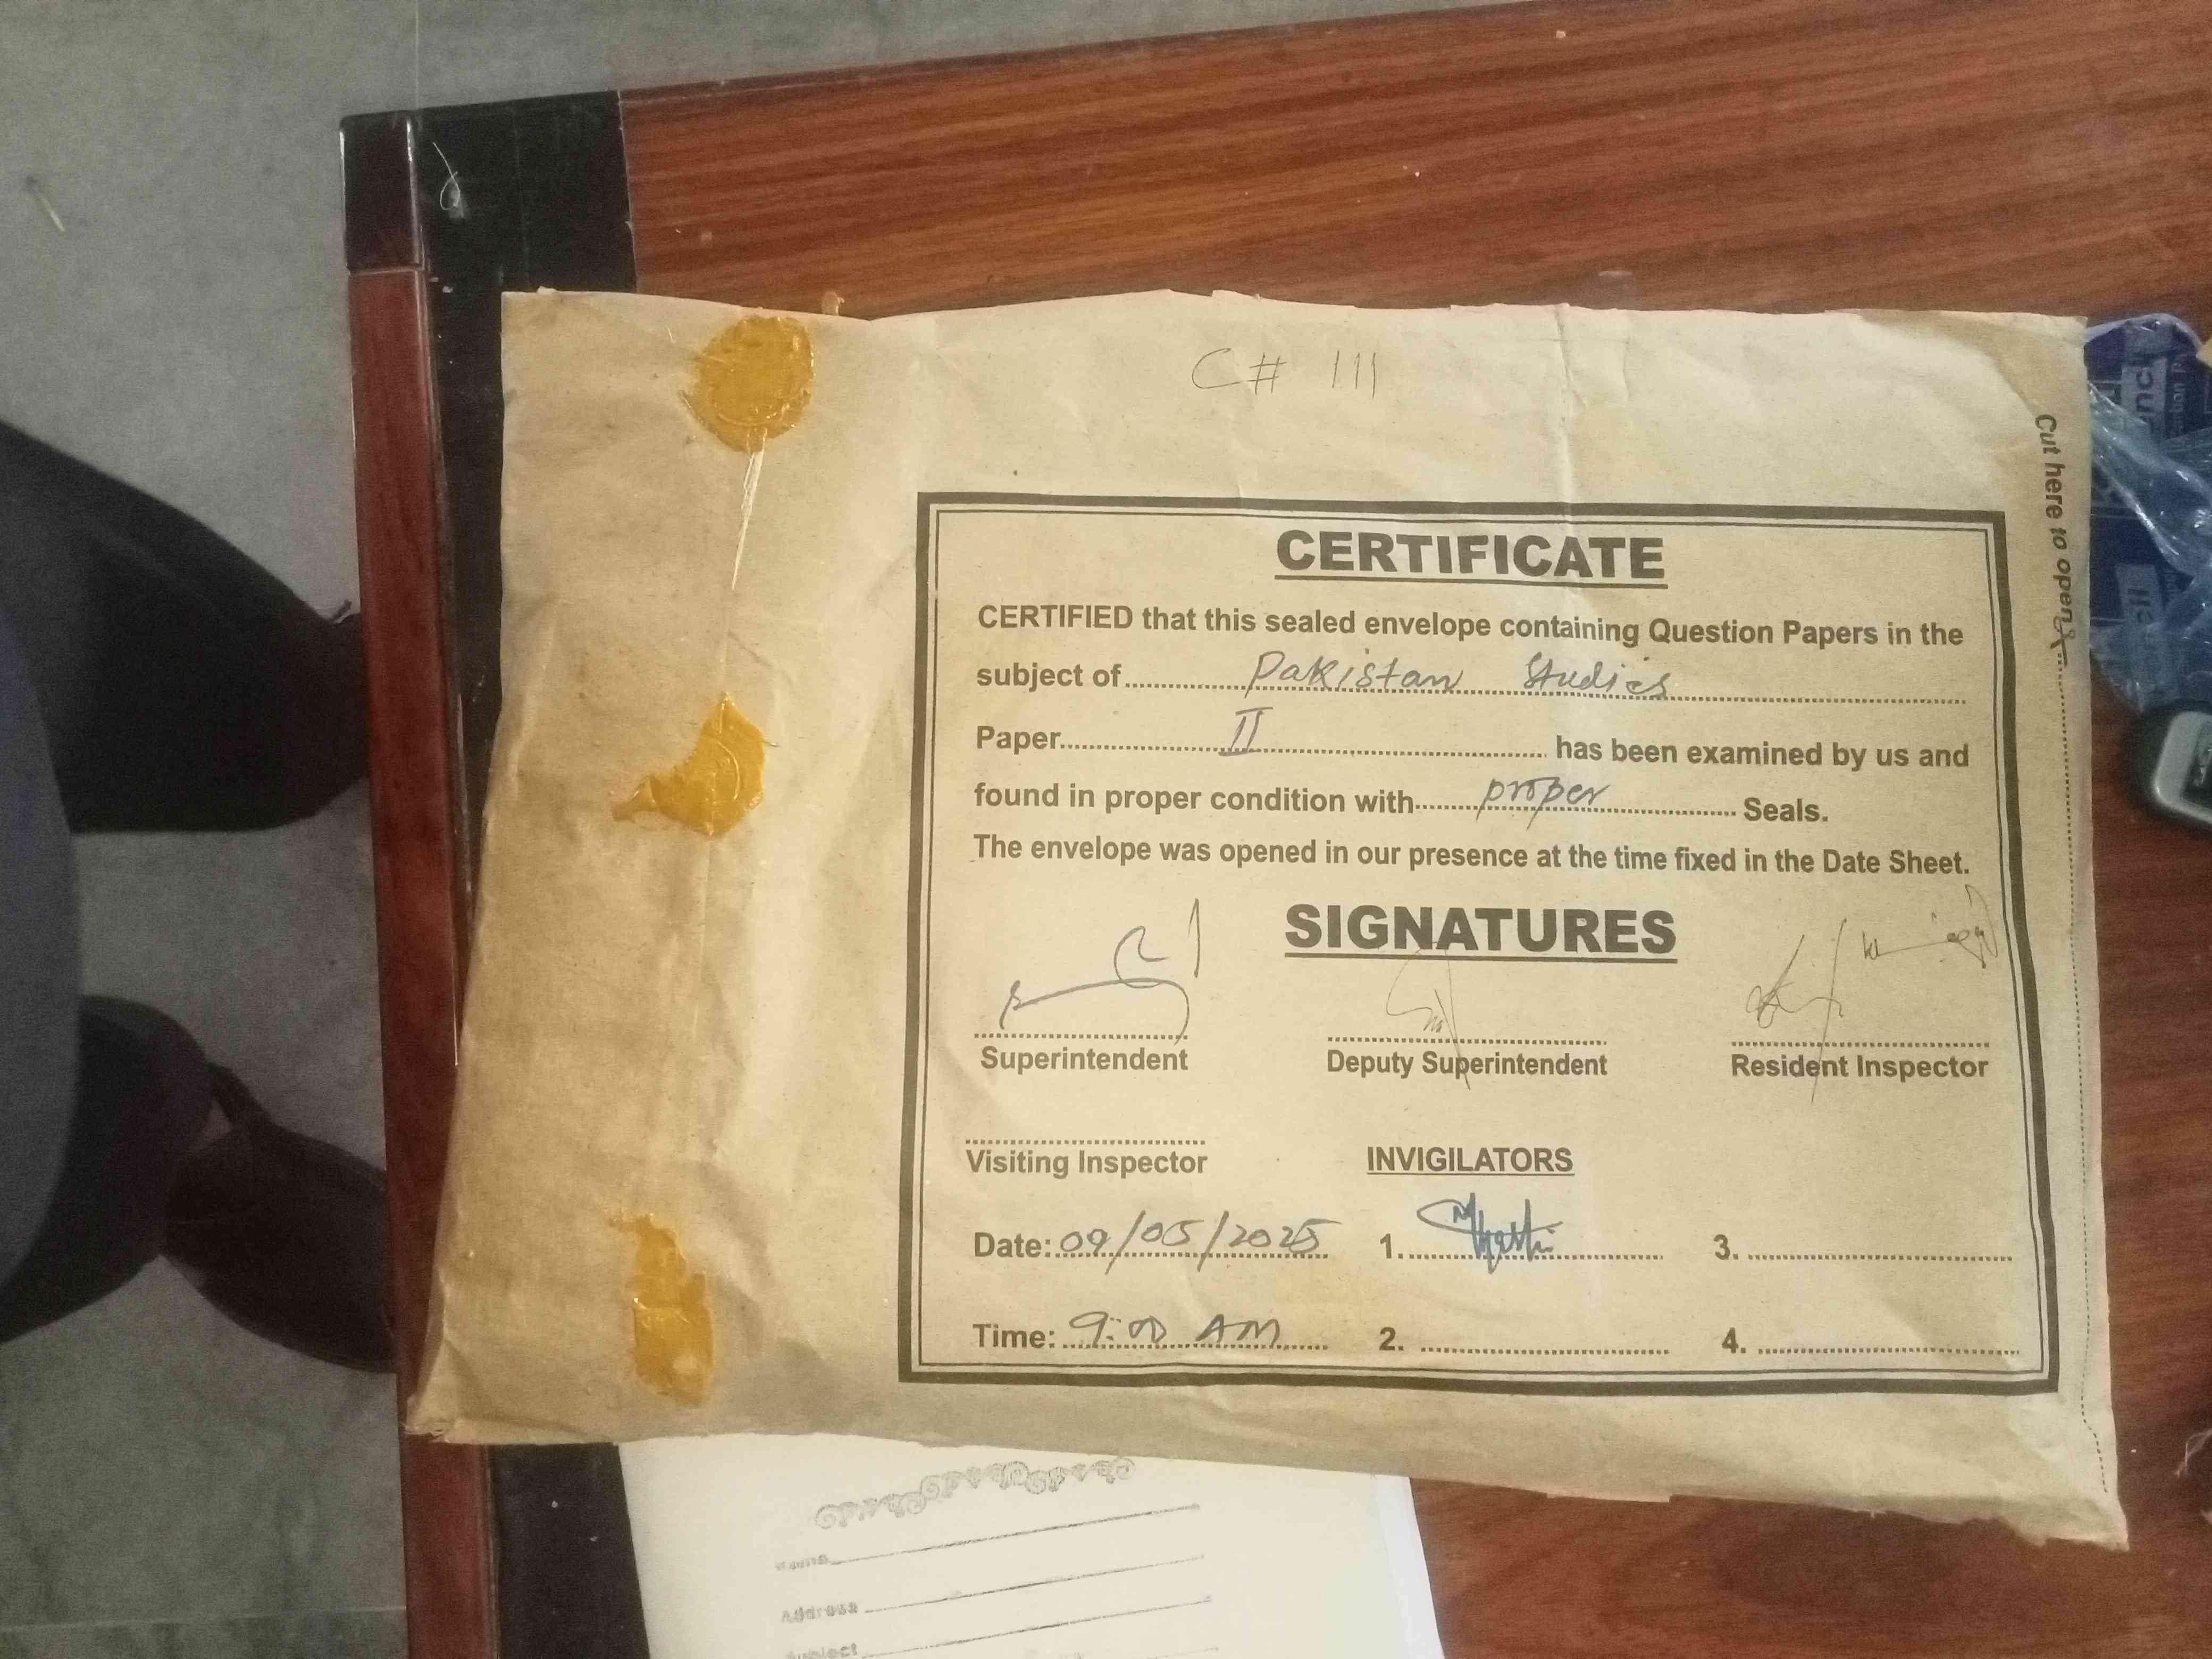 C# 111
Cut here to open
CERTIFICATE
CERTIFIED that this sealed envelope containing Question Papers in the
subject of Pakistan Studies
Paper II has been examined by us and
found in proper condition with proper Seals.
The envelope was opened in our presence at the time fixed in the Date Sheet.
SIGNATURES
Superintendent Deputy Superintendent Resident Inspector
Visiting Inspector INVIGILATORS
Date: 09/05/2025 1. 3.
Time: 9:00 AM 2. 4.
Name
Address
Subject